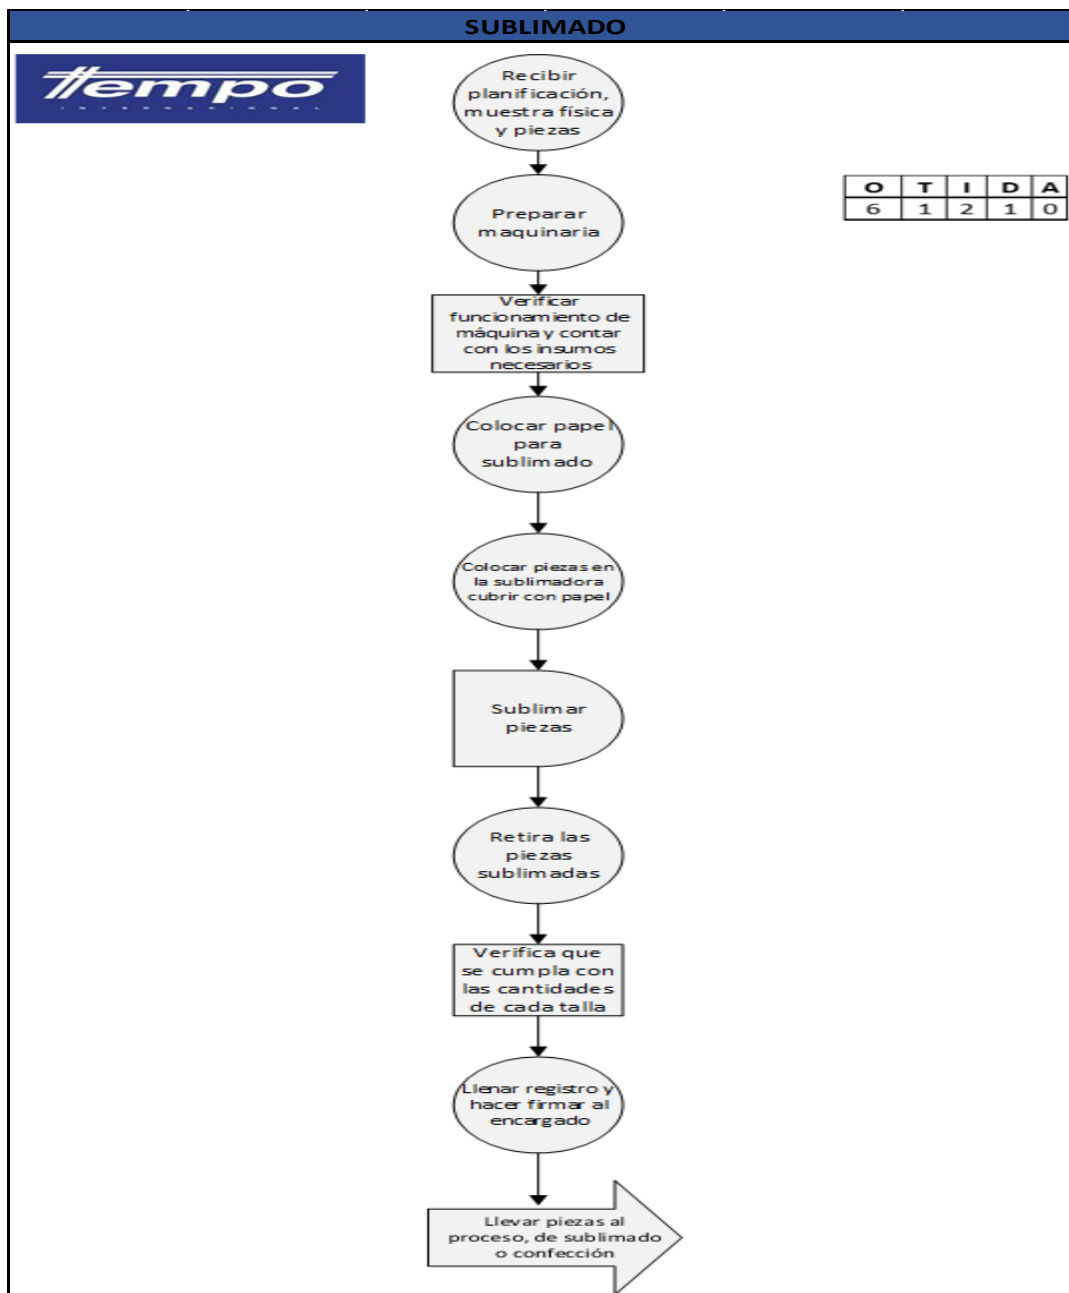 SUBLIMADO
Ttempo
INTERNACIONAL
Recibir
planificación,
muestra física
y piezas
O T I D A
6 1 2 1 0
Preparar
maquinaria
Verificar
funcionamiento de
máquina y contar
con los insumos
necesarios
Colocar papel
para
sublimado
Colocar piezas en
la sublimadora
cubrir con papel
Sublimar
piezas
Retira las
piezas
sublimadas
Verifica que
se cumpla con
las cantidades
de cada talla
Llenar registro y
hacer firmar al
encargado
Llevar piezas al
proceso, de sublimado
o confección